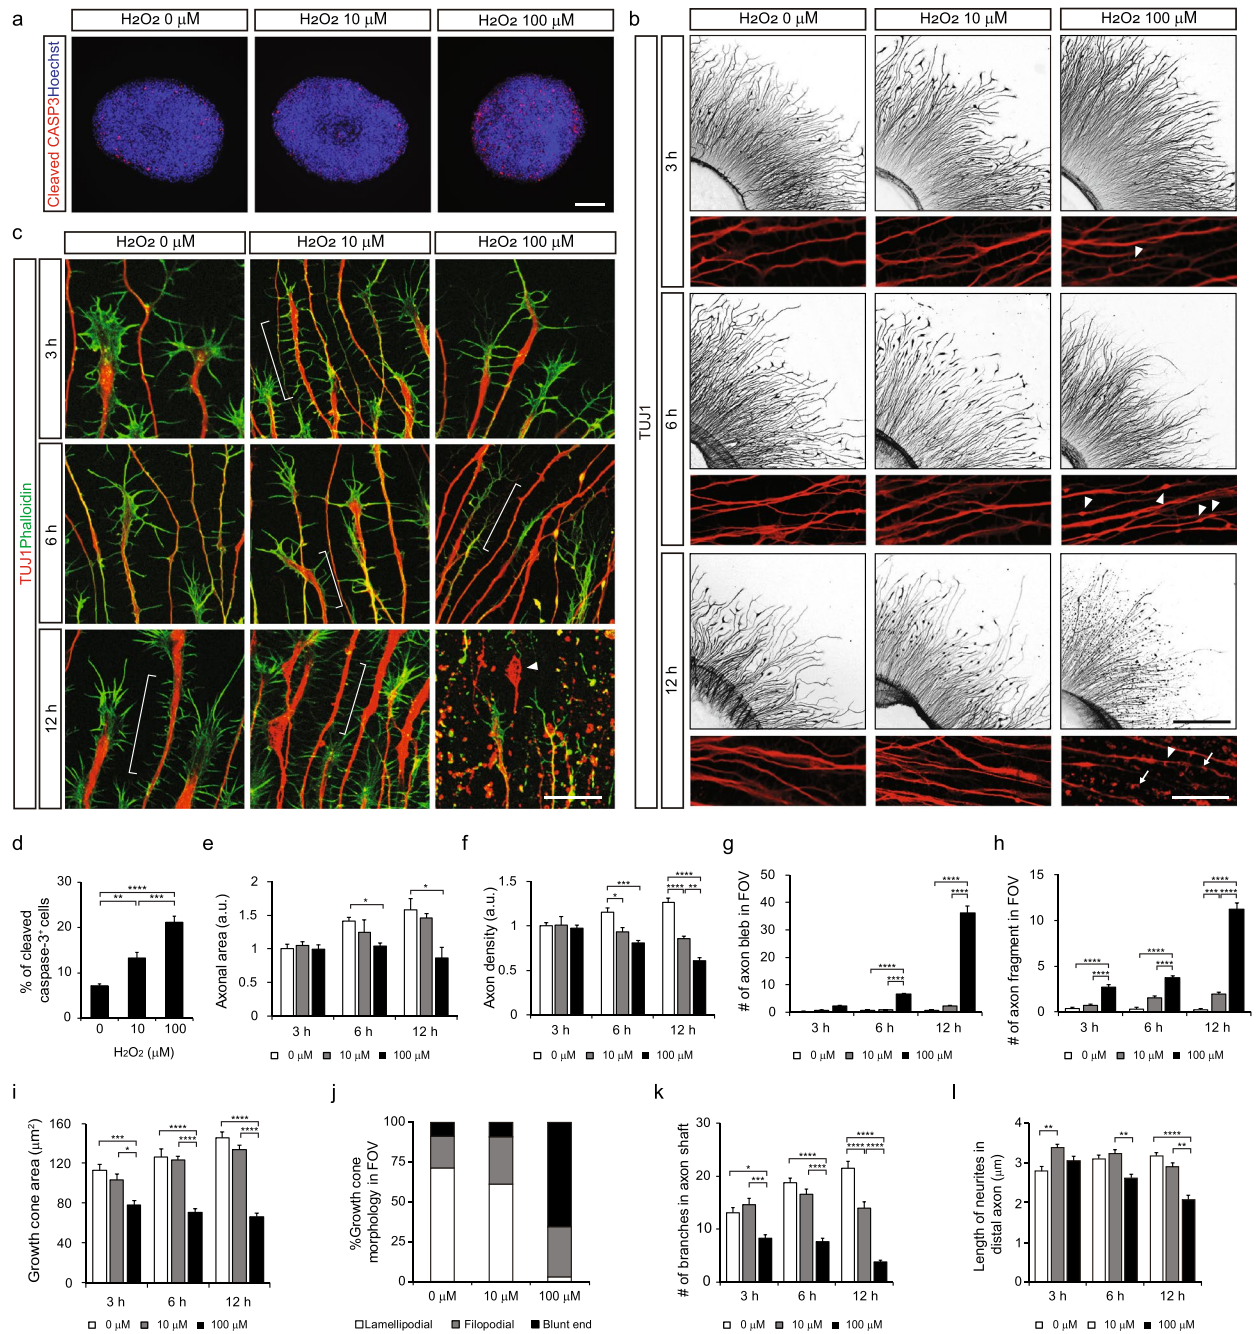 a
H2O2 0 μM
H2O2 10 μM
H2O2 100 μM
Cleaved CASP3Hoechst
b
H2O2 0 μM
H2O2 10 μM
H2O2 100 μM
TUJ1
3 h
6 h
12 h
c
H2O2 0 μM
H2O2 10 μM
H2O2 100 μM
TUJ1Phalloidin
3 h
6 h
12 h
d
% of cleaved
caspase-3+ cells
30
20
10
0
****
** ***
0 10 100
H2O2 (μM)
e
Axonal area (a.u.)
2
1.5
1
0.5
0
*
*
3 h 6 h 12 h
0 μM 10 μM 100 μM
f
Axon density (a.u.)
1.5
1
0.5
0
***
*
****
**** **
3 h 6 h 12 h
0 μM 10 μM 100 μM
g
# of axon bleb in FOV
50
40
30
20
10
0
****
****
****
****
3 h 6 h 12 h
0 μM 10 μM 100 μM
h
# of axon fragment in FOV
15
10
5
0
****
****
****
****
****
*** ****
3 h 6 h 12 h
0 μM 10 μM 100 μM
i
Growth cone area (μm2)
160
120
80
40
0
***
*
****
****
****
****
3 h 6 h 12 h
0 μM 10 μM 100 μM
j
%Growth cone
morphology in FOV
100
75
50
25
0
0 μM 10 μM 100 μM
Lamellipodial Filopodial Blunt end
k
# of branches in axon shaft
30
20
10
0
*
***
****
****
****
**** ****
3 h 6 h 12 h
0 μM 10 μM 100 μM
l
Length of neurites in
distal axon (μm)
4
3
2
1
0
**
**
****
**
3 h 6 h 12 h
0 μM 10 μM 100 μM